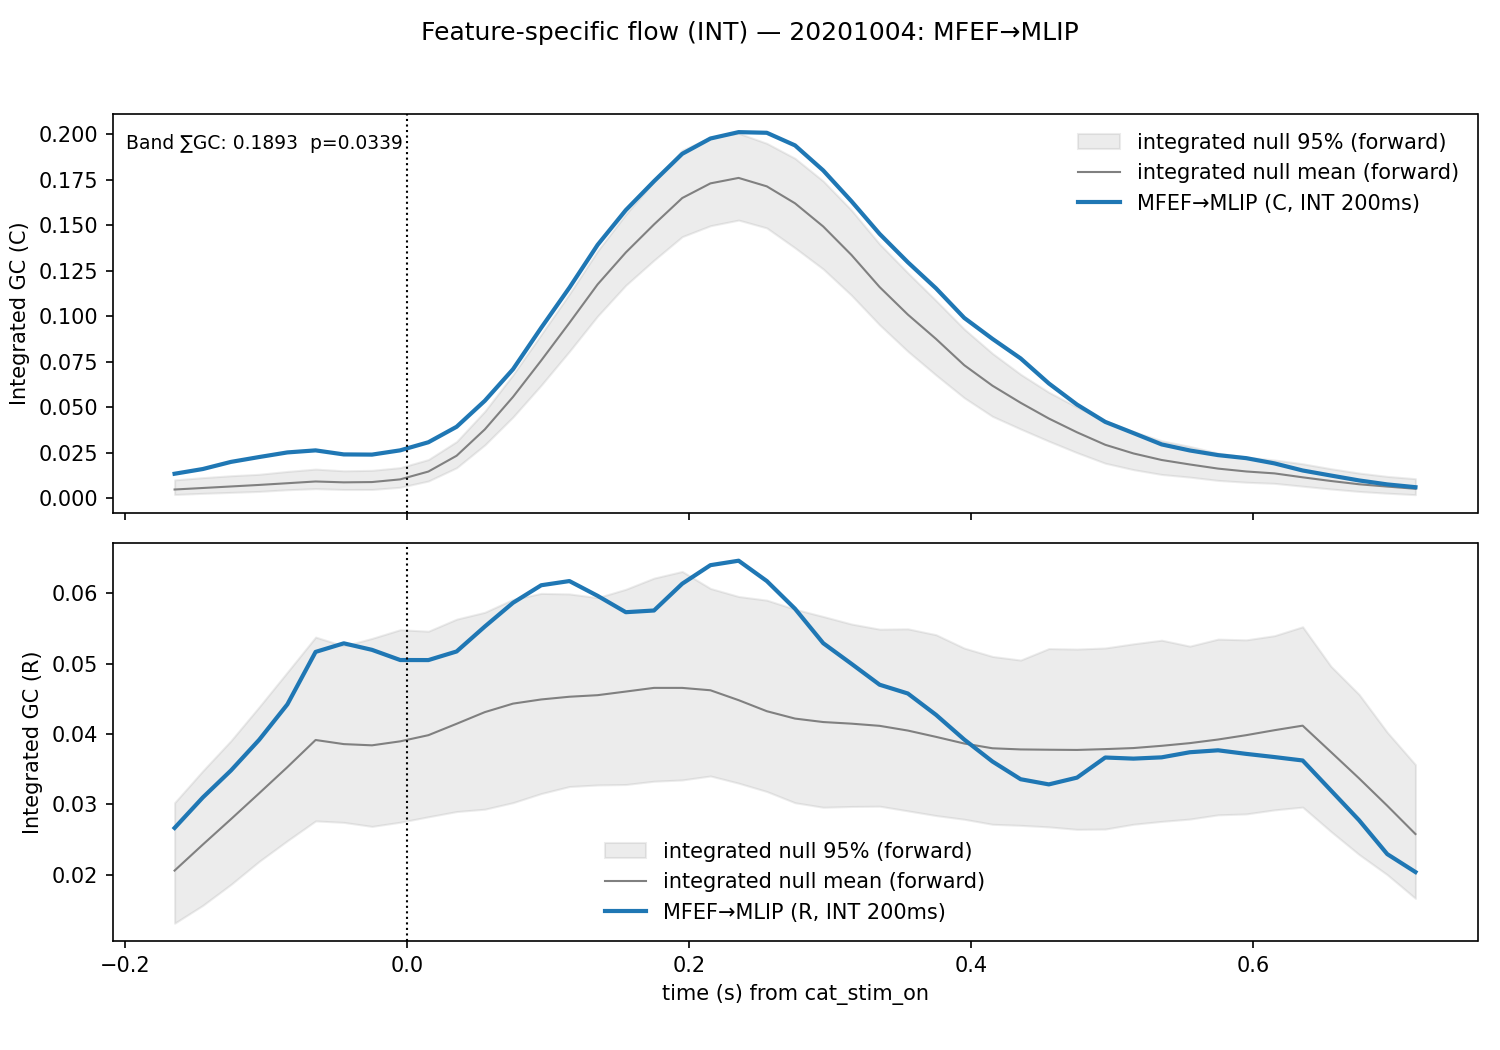 Feature-specific flow (INT) — 20201004: MFEF→MLIP
Band ∑GC: 0.1893  p=0.0339
integrated null 95% (forward)
integrated null mean (forward)
MFEF→MLIP (C, INT 200ms)
Integrated GC (C)
0.200
0.175
0.150
0.125
0.100
0.075
0.050
0.025
0.000
Integrated GC (R)
0.06
0.05
0.04
0.03
0.02
integrated null 95% (forward)
integrated null mean (forward)
MFEF→MLIP (R, INT 200ms)
−0.2 0.0 0.2 0.4 0.6
time (s) from cat_stim_on